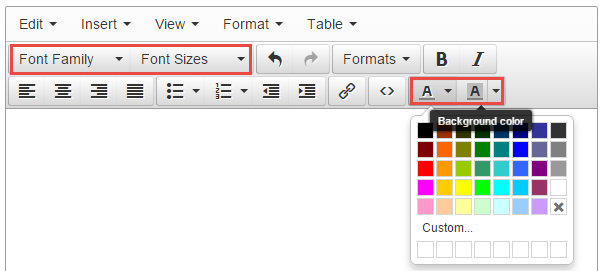 Edit Insert View Format Table
Font Family Font Sizes Formats B I
A A
Background color
Custom...